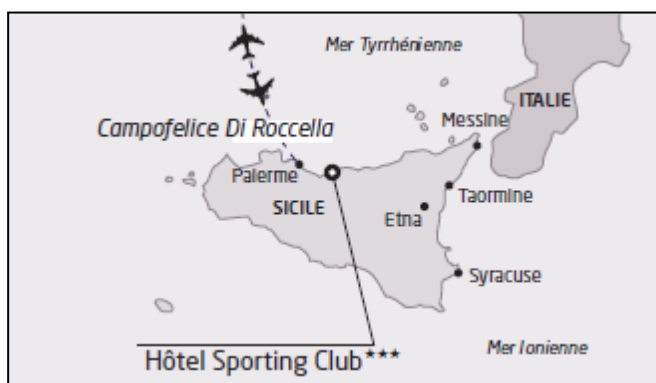 Mer Tyrrhénienne
ITALIE
Messine
Campofelice Di Roccella
Palerme
SICILE
Taormine
Etna
Syracuse
Hôtel Sporting Club***
Mer Ionienne